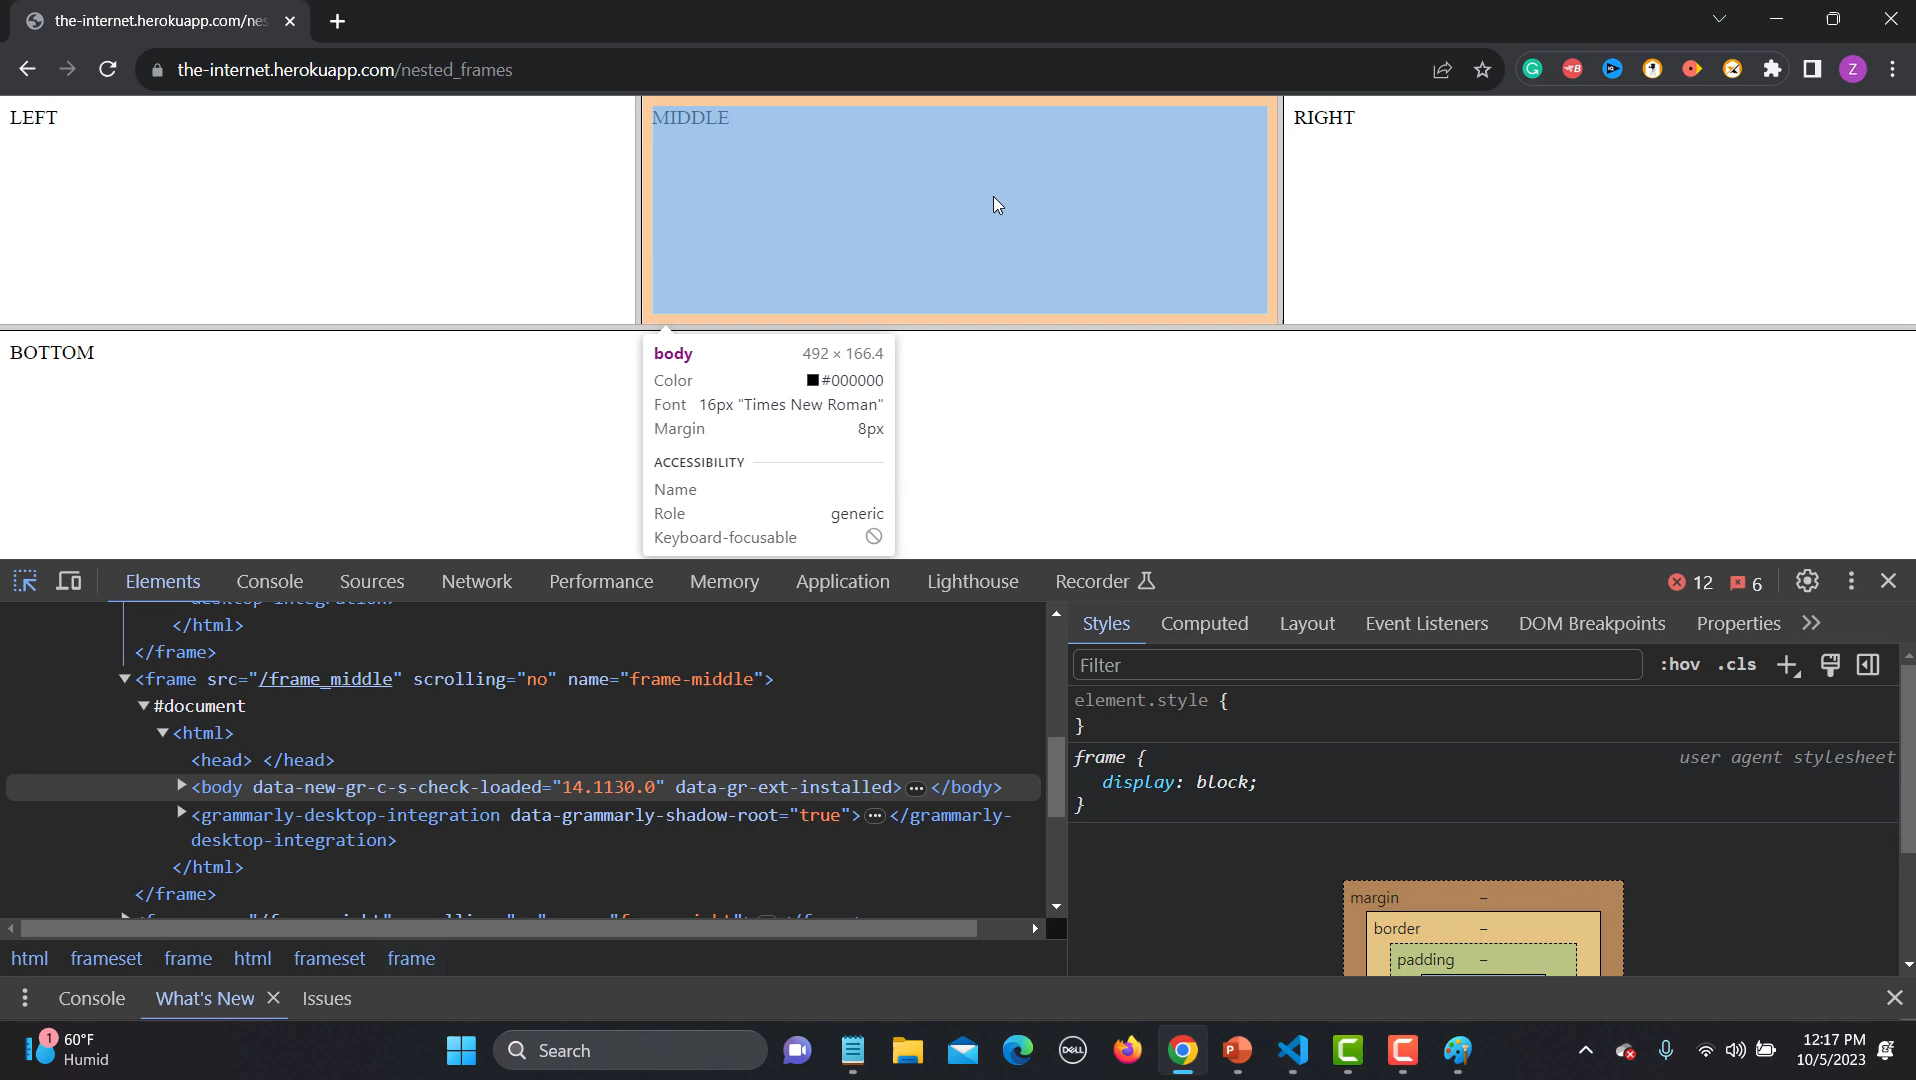 the-internet.herokuapp.com/nes
the-internet.herokuapp.com/nested_frames
Z
LEFT
MIDDLE
RIGHT
BOTTOM
body 492 × 166.4
Color #000000
Font 16px "Times New Roman"
Margin 8px
ACCESSIBILITY
Name
Role generic
Keyboard-focusable
Elements Console Sources Network Performance Memory Application Lighthouse Recorder 12 6
desktop-integration>
</html>
</frame>
<frame src="/frame_middle" scrolling="no" name="frame-middle">
#document
<html>
<head> </head>
<body data-new-gr-c-s-check-loaded="14.1130.0" data-gr-ext-installed> … </body>
<grammarly-desktop-integration data-grammarly-shadow-root="true"> … </grammarly-
desktop-integration>
</html>
</frame>
html frameset frame html frameset frame
Styles Computed Layout Event Listeners DOM Breakpoints Properties
Filter :hov .cls
element.style {
}
frame { user agent stylesheet
display: block;
}
margin –
border –
padding –
Console What's New Issues
1
60°F
Humid
Search
DELL
12:17 PM
10/5/2023